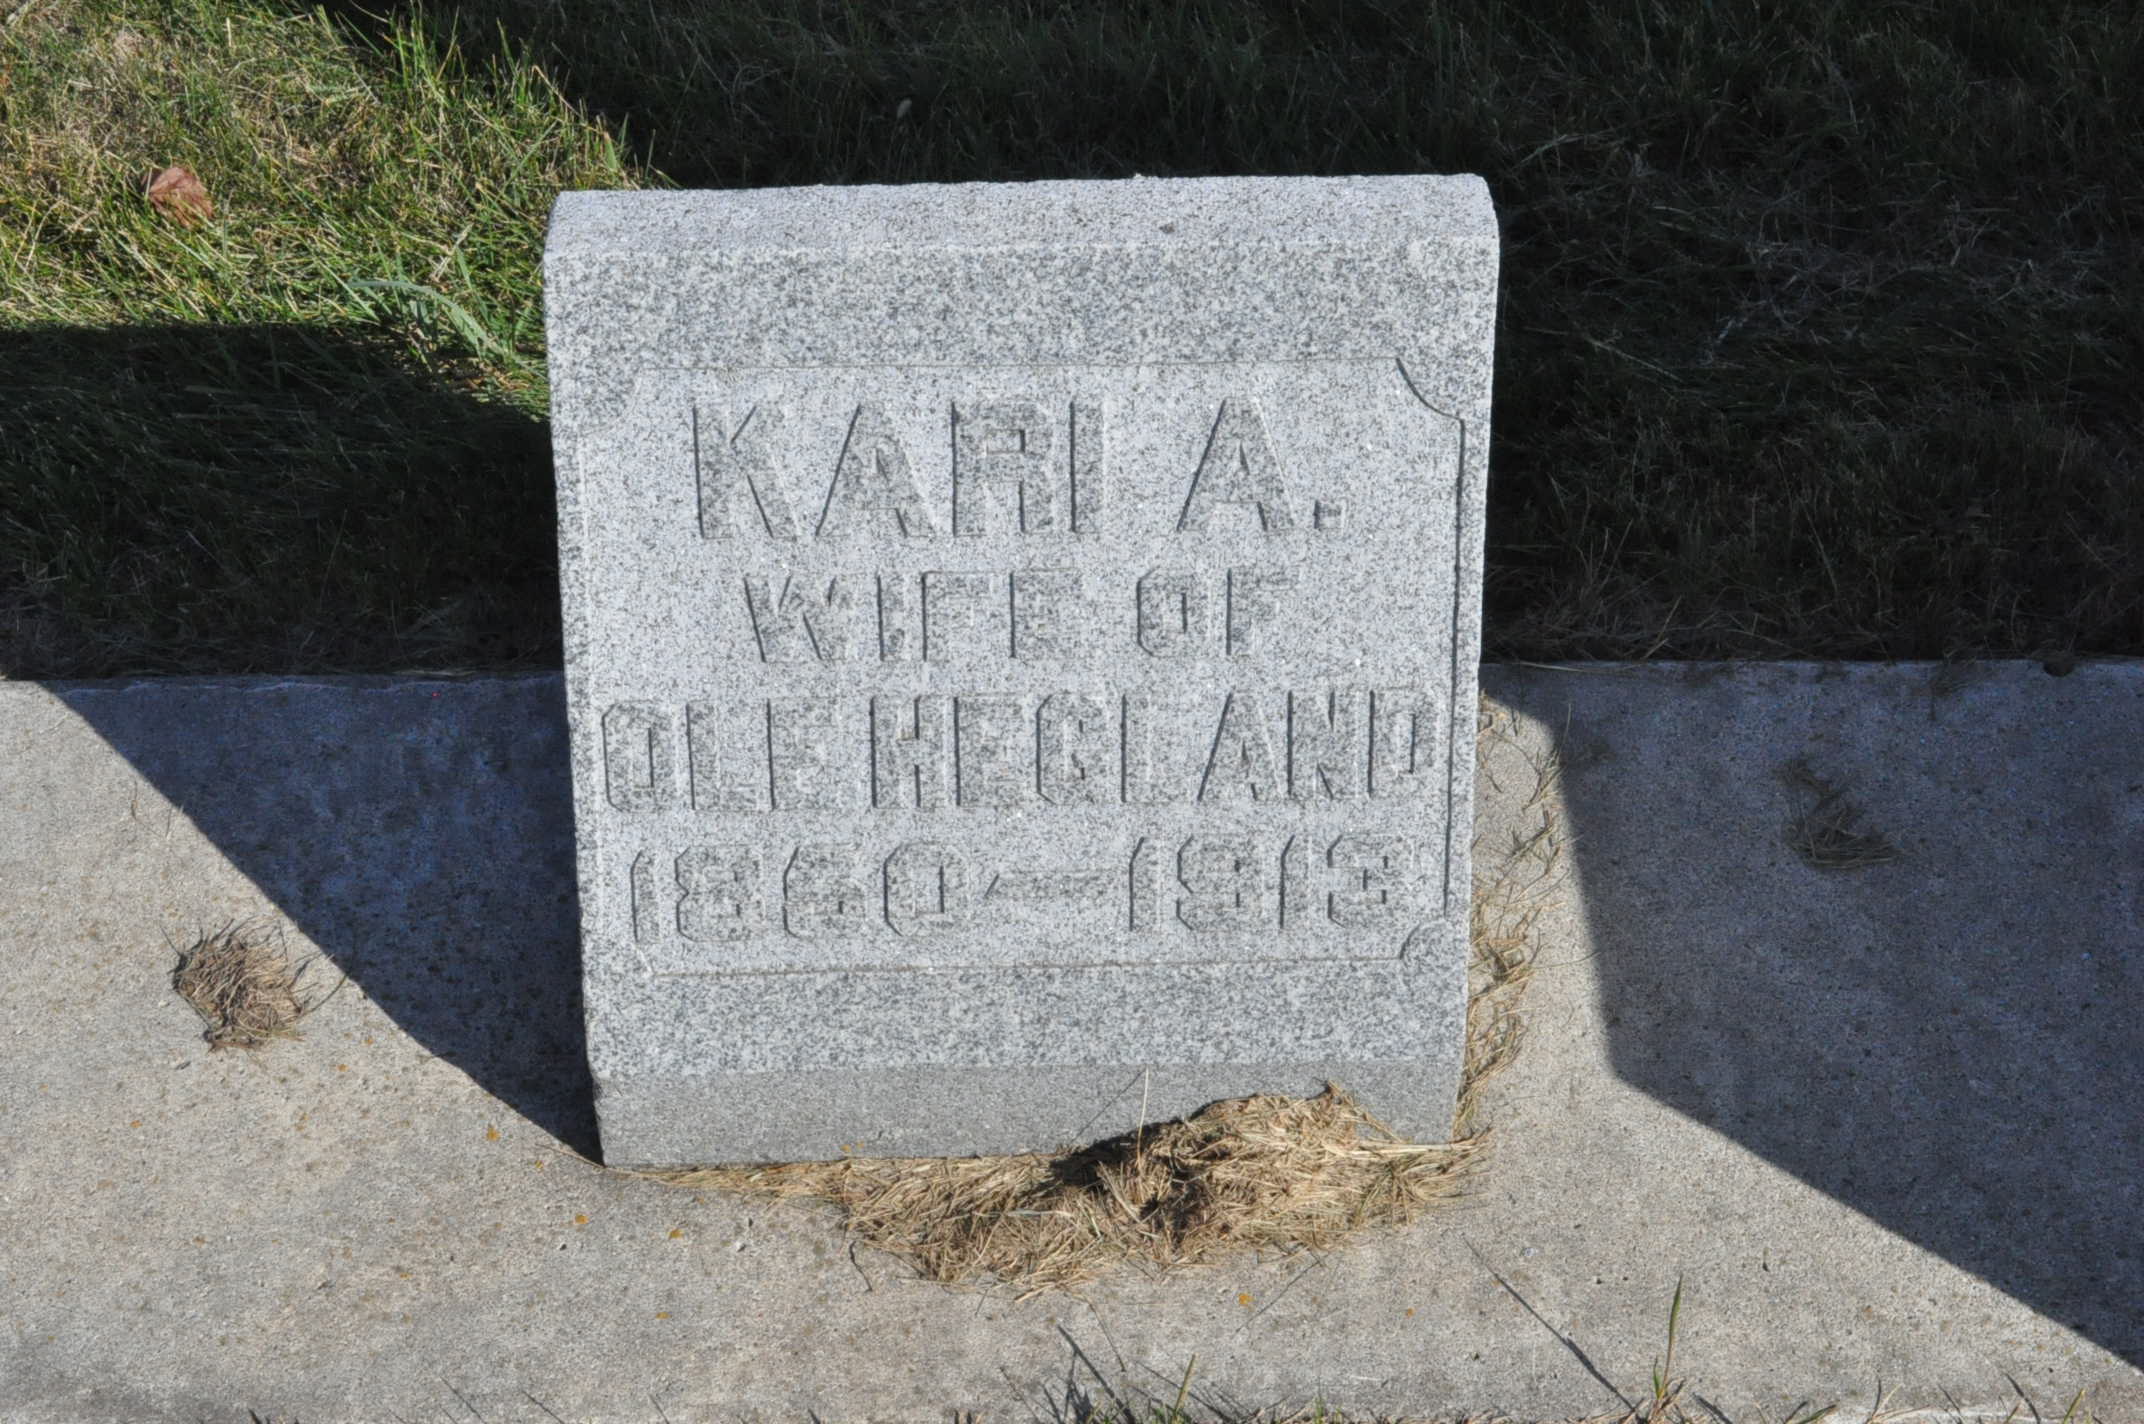 KARI A.
WIFE OF
OLE HEGLAND
1860—1913